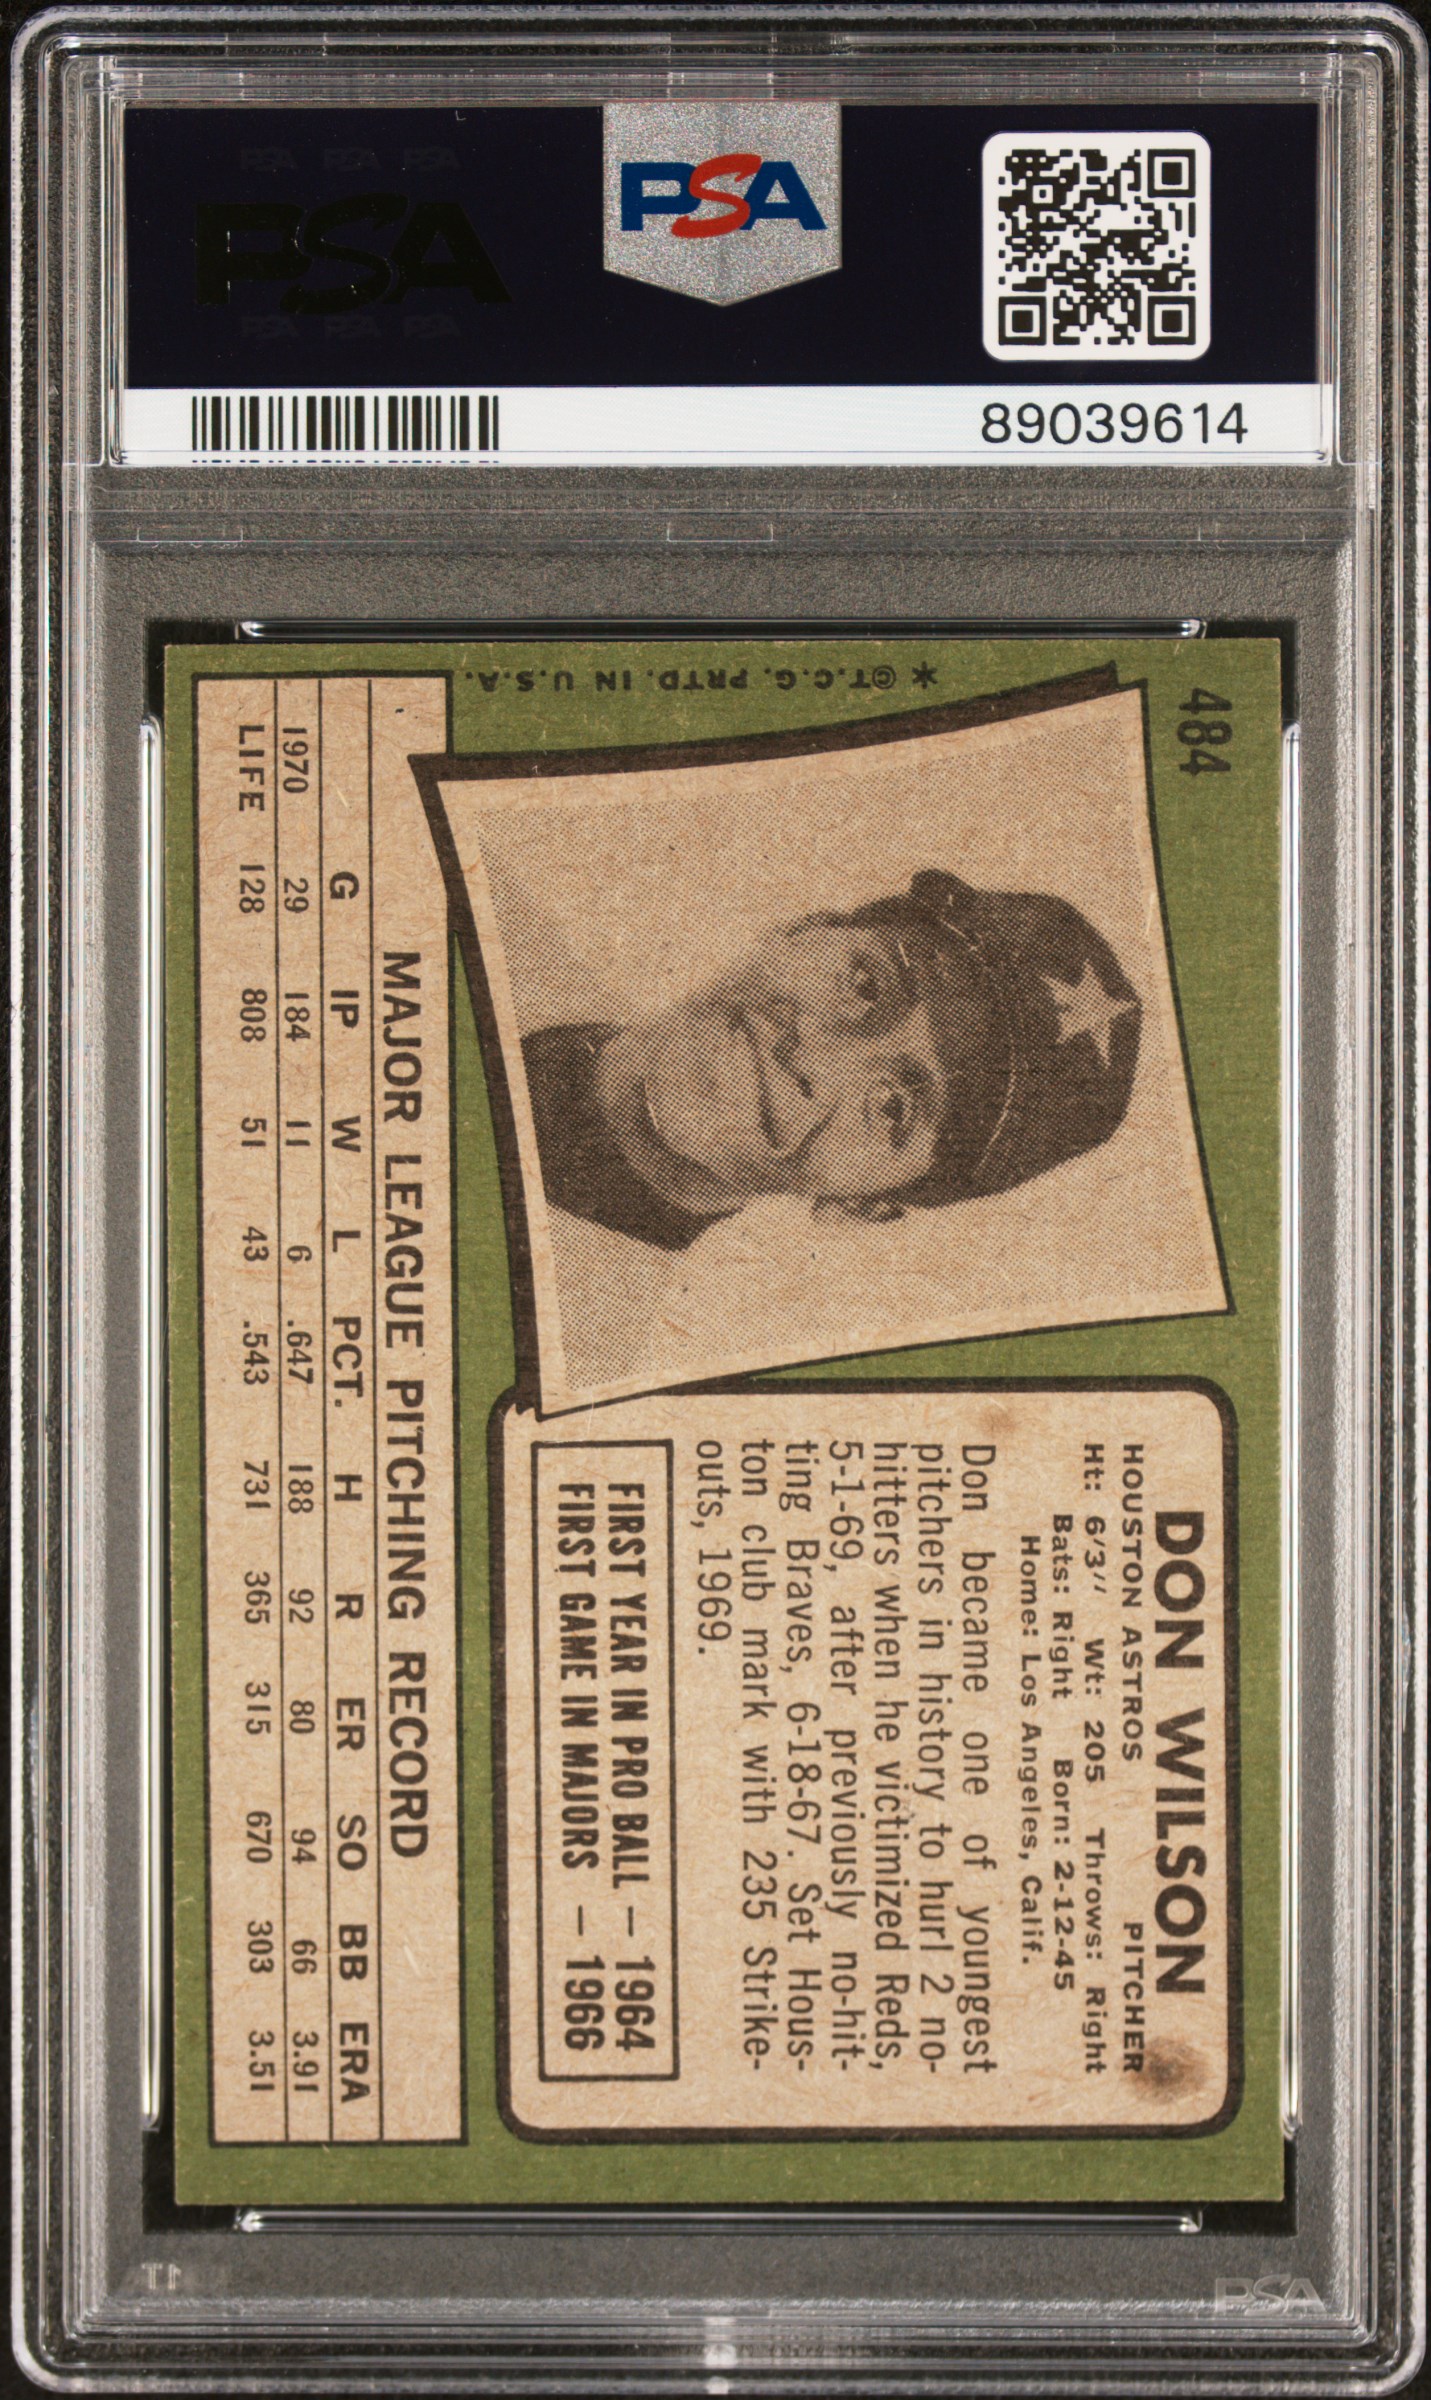 PSA PSA PSA
PSA
PSA PSA PSA
PSA
89039614
484
DON WILSON
HOUSTON ASTROS PITCHER
Ht: 6'3" Wt: 205 Throws: Right
Bats: Right Born: 2-12-45
Home: Los Angeles, Calif.
Don became one of youngest
pitchers in history to hurl 2 no-
hitters when he victimized Reds,
5-1-69, after previously no-hit-
ting Braves, 6-18-67. Set Hous-
ton club mark with 235 Strike-
outs, 1969.
FIRST YEAR IN PRO BALL — 1964
FIRST GAME IN MAJORS — 1966
*©T.C.G. PRTD. IN U.S.A.
MAJOR LEAGUE PITCHING RECORD
G IP W L PCT. H R ER SO BB ERA
1970 29 184 11 6 .647 188 92 80 94 66 3.91
LIFE 128 808 51 43 .543 731 365 315 670 303 3.51
PSA